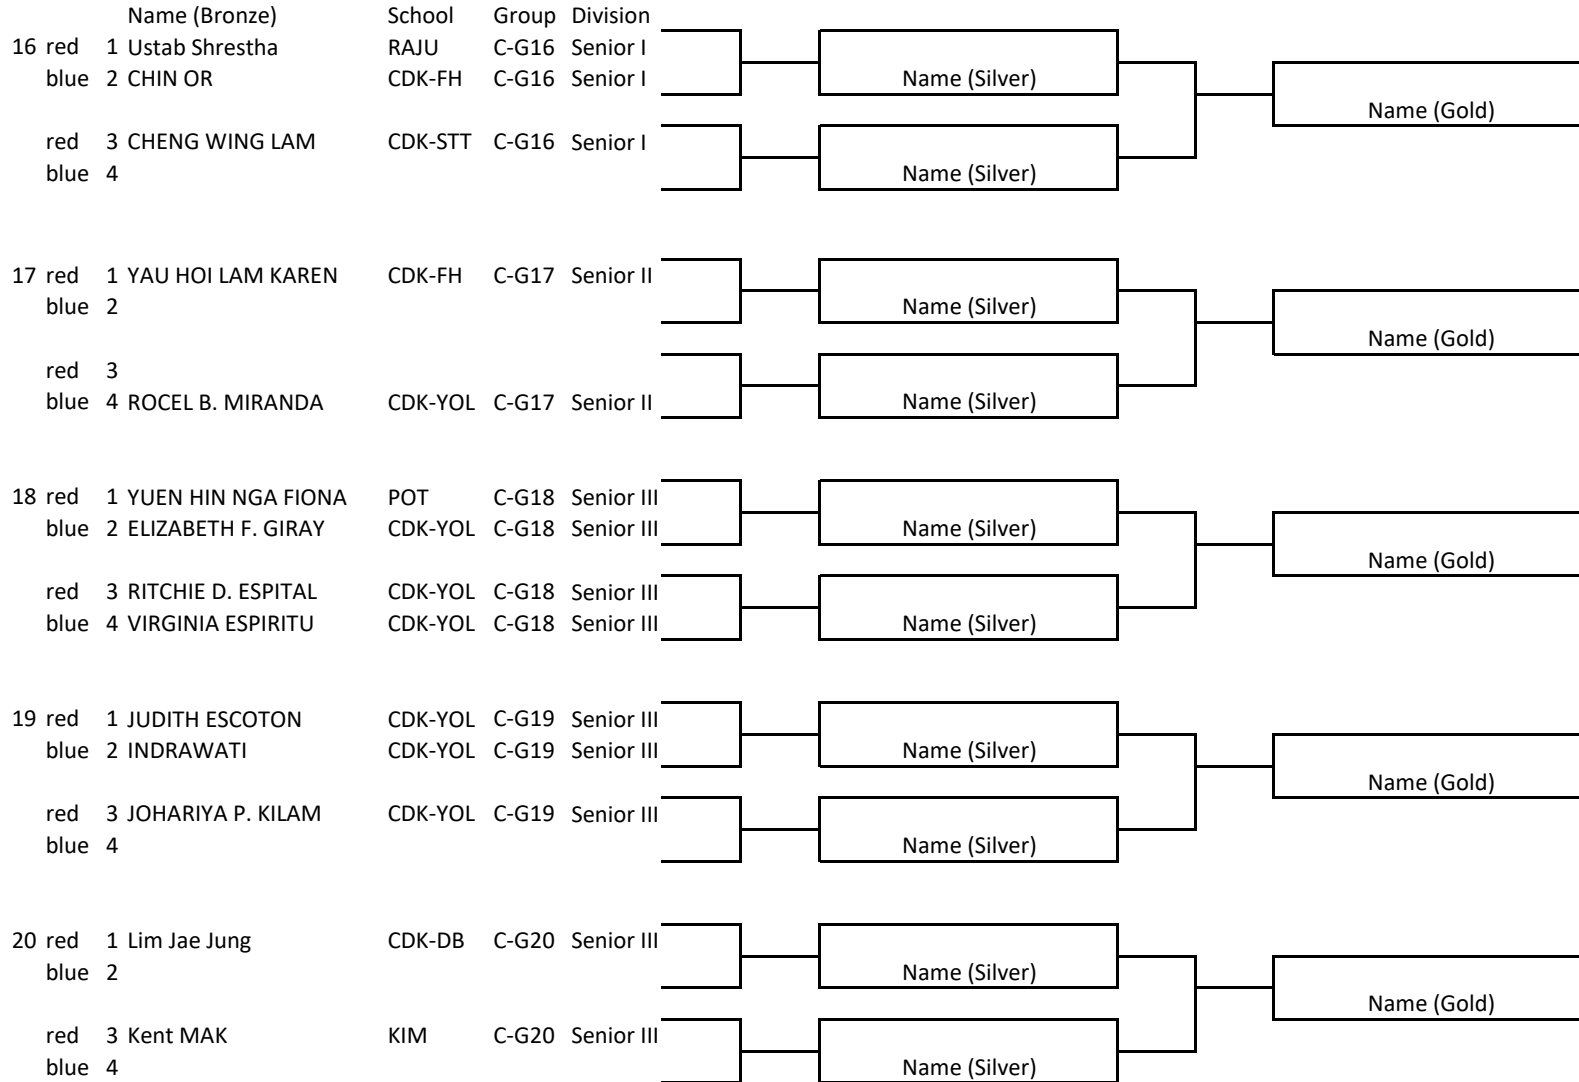 Name (Bronze) School Group Division
16 red 1 Ustab Shrestha RAJU C-G16 Senior I
blue 2 CHIN OR CDK-FH C-G16 Senior I Name (Silver)
Name (Gold)
red 3 CHENG WING LAM CDK-STT C-G16 Senior I
blue 4 Name (Silver)
17 red 1 YAU HOI LAM KAREN CDK-FH C-G17 Senior II
blue 2 Name (Silver)
Name (Gold)
red 3
blue 4 ROCEL B. MIRANDA CDK-YOL C-G17 Senior II Name (Silver)
18 red 1 YUEN HIN NGA FIONA POT C-G18 Senior III
blue 2 ELIZABETH F. GIRAY CDK-YOL C-G18 Senior III Name (Silver)
Name (Gold)
red 3 RITCHIE D. ESPITAL CDK-YOL C-G18 Senior III
blue 4 VIRGINIA ESPIRITU CDK-YOL C-G18 Senior III Name (Silver)
19 red 1 JUDITH ESCOTON CDK-YOL C-G19 Senior III
blue 2 INDRAWATI CDK-YOL C-G19 Senior III Name (Silver)
Name (Gold)
red 3 JOHARIYA P. KILAM CDK-YOL C-G19 Senior III
blue 4 Name (Silver)
20 red 1 Lim Jae Jung CDK-DB C-G20 Senior III
blue 2 Name (Silver)
Name (Gold)
red 3 Kent MAK KIM C-G20 Senior III
blue 4 Name (Silver)